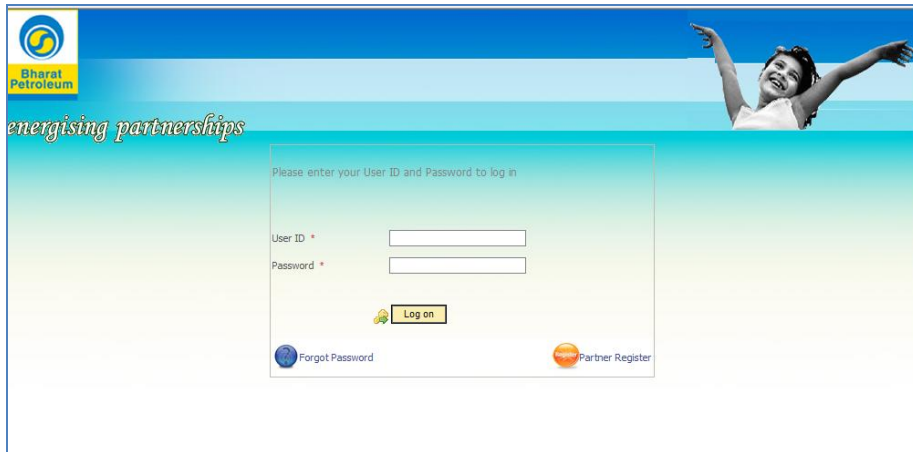 Bharat
Petroleum
energising partnerships
Please enter your User ID and Password to log in
User ID *
Password *
Log on
? Forgot Password
Register Partner Register